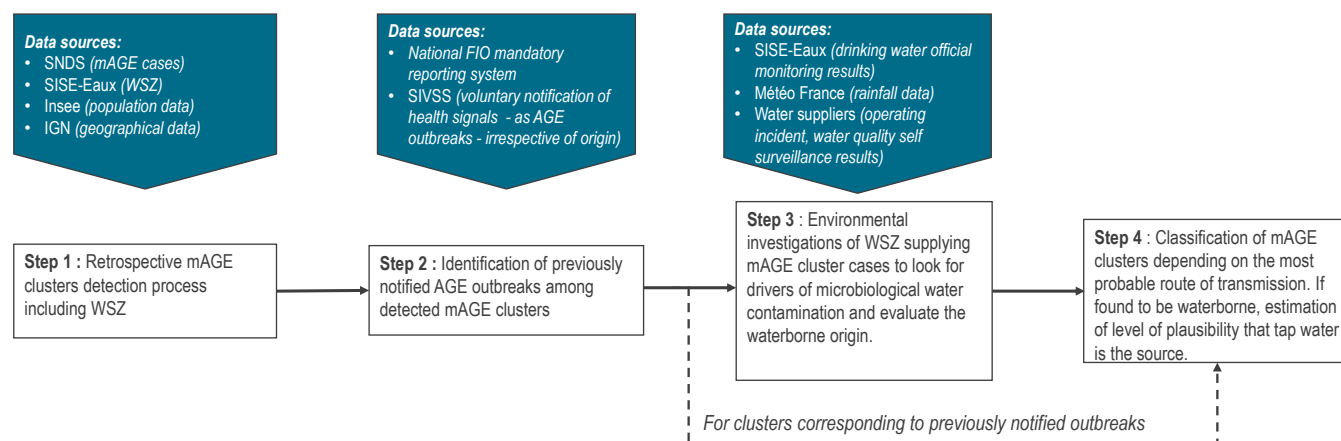 Data sources:
• SNDS (mAGE cases)
• SISE-Eaux (WSZ)
• Insee (population data)
• IGN (geographical data)
Data sources:
• National FIO mandatory
reporting system
• SIVSS (voluntary notification of
health signals - as AGE
outbreaks - irrespective of origin)
Data sources:
• SISE-Eaux (drinking water official
monitoring results)
• Météo France (rainfall data)
• Water suppliers (operating
incident, water quality self
surveillance results)
Step 1 : Retrospective mAGE
clusters detection process
including WSZ
Step 2 : Identification of previously
notified AGE outbreaks among
detected mAGE clusters
Step 3 : Environmental
investigations of WSZ supplying
mAGE cluster cases to look for
drivers of microbiological water
contamination and evaluate the
waterborne origin.
Step 4 : Classification of mAGE
clusters depending on the most
probable route of transmission. If
found to be waterborne, estimation
of level of plausibility that tap water
is the source.
For clusters corresponding to previously notified outbreaks